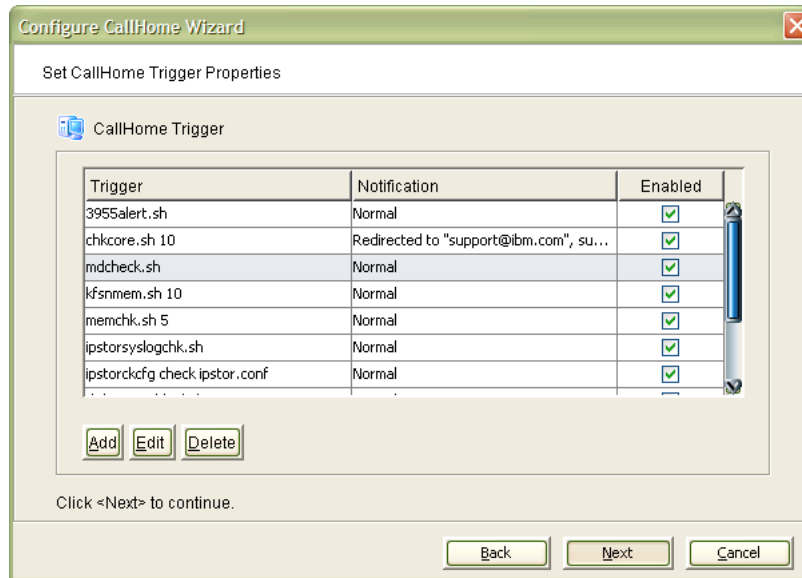 Configure CallHome Wizard
Set CallHome Trigger Properties
CallHome Trigger
Trigger Notification Enabled
3955alert.sh Normal
chkcore.sh 10 Redirected to "support@ibm.com", su...
mdcheck.sh Normal
kfsnmem.sh 10 Normal
memchk.sh 5 Normal
ipstorsyslogchk.sh Normal
ipstorckcfg check ipstor.conf Normal
Add Edit Delete
Click <Next> to continue.
Back Next Cancel